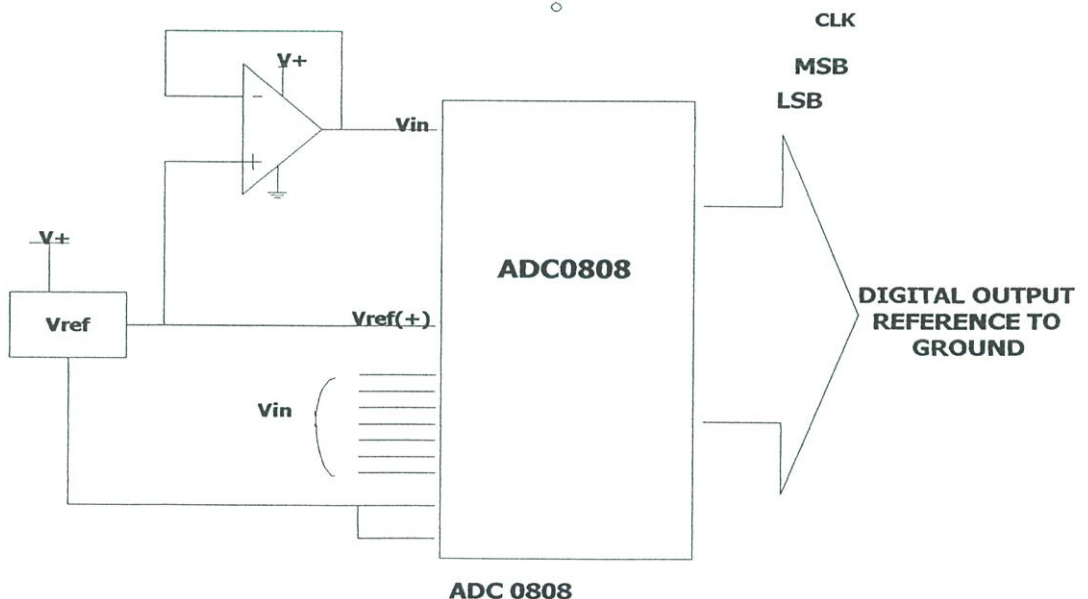 CLK
MSB
LSB
V+
Vin
-
+
V+
Vref
Vref(+)
Vin
ADC0808
DIGITAL OUTPUT
REFERENCE TO
GROUND
ADC 0808